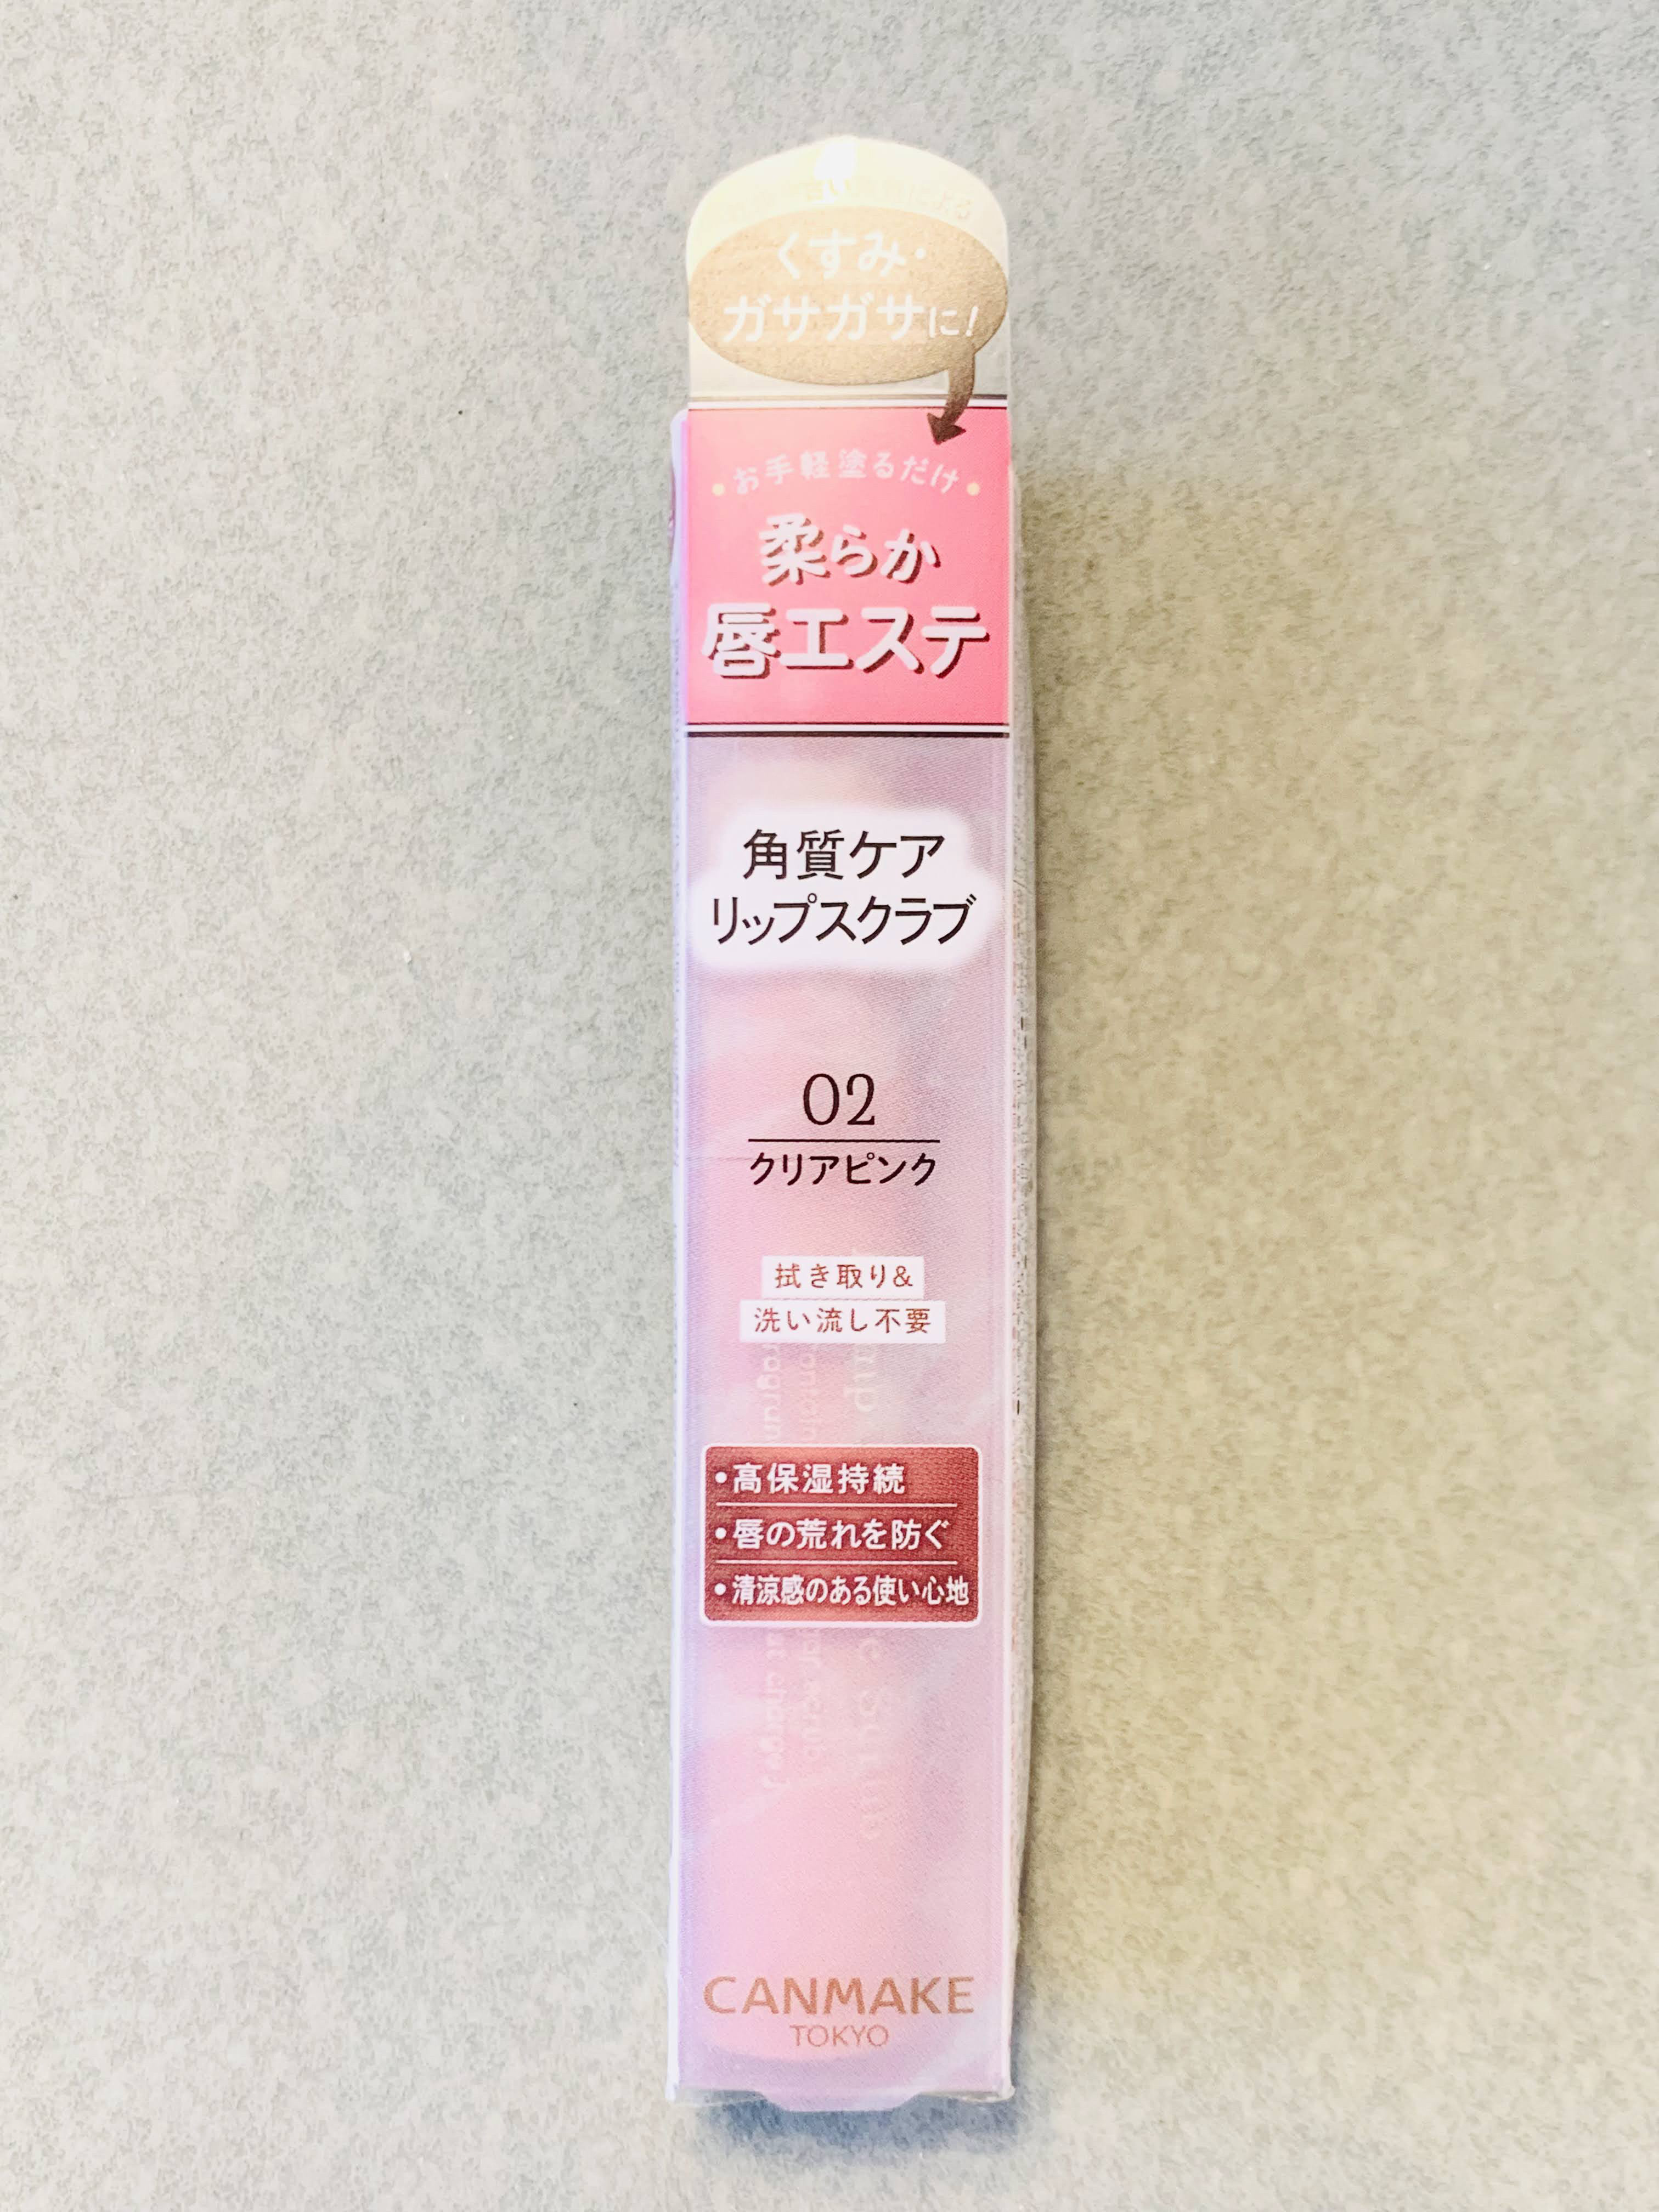 くすみ・
ガサガサに!
・お手軽塗るだけ・
柔らか
唇エステ
角質ケア
リップスクラブ
02
クリアピンク
拭き取り&
洗い流し不要
・高保湿持続
・唇の荒れを防ぐ
・清涼感のある使い心地
CANMAKE
TOKYO